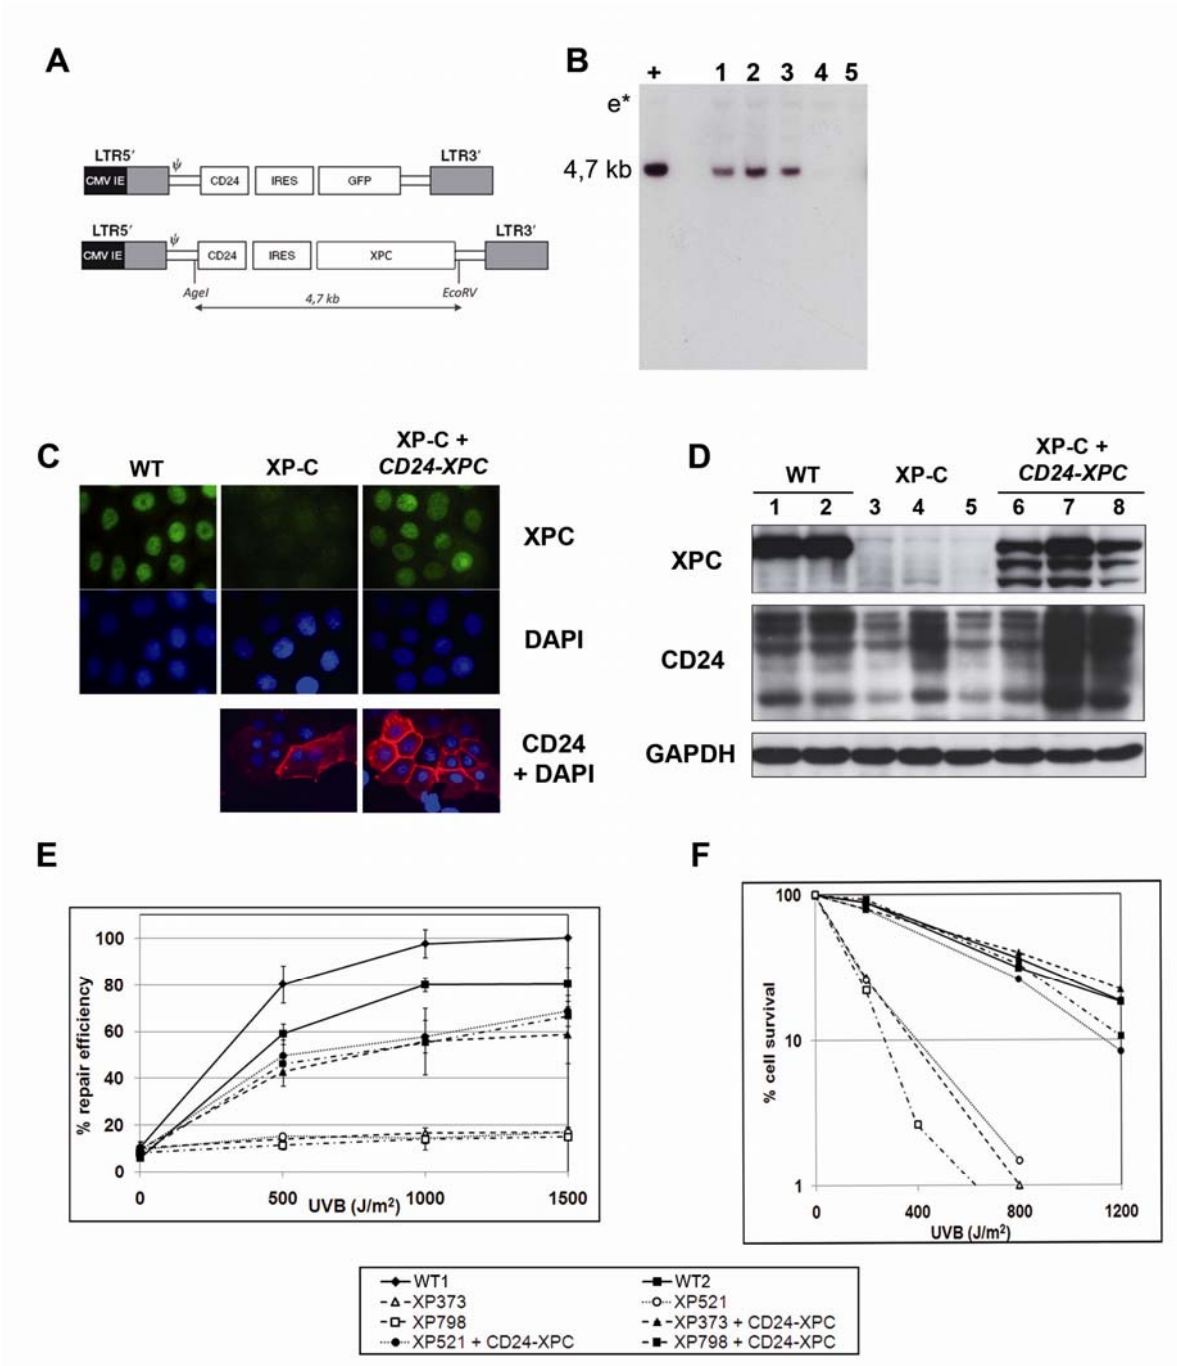 A
LTR5′ ψ LTR3′
CMV IE CD24 IRES GFP
LTR5′ ψ LTR3′
CMV IE CD24 IRES XPC
AgeI EcoRV
4,7 kb
B
+ 1 2 3 4 5
e*
4,7 kb
C
WT XP-C XP-C +
CD24-XPC
XPC
DAPI
CD24
+ DAPI
D
WT XP-C XP-C +
CD24-XPC
1 2 3 4 5 6 7 8
XPC
CD24
GAPDH
E
% repair efficiency
100
80
60
40
20
0
0 500 1000 1500
UVB (J/m²)
F
% cell survival
100
10
1
0 400 800 1200
UVB (J/m²)
WT1 WT2
XP373 XP521
XP798 XP373 + CD24-XPC
XP521 + CD24-XPC XP798 + CD24-XPC